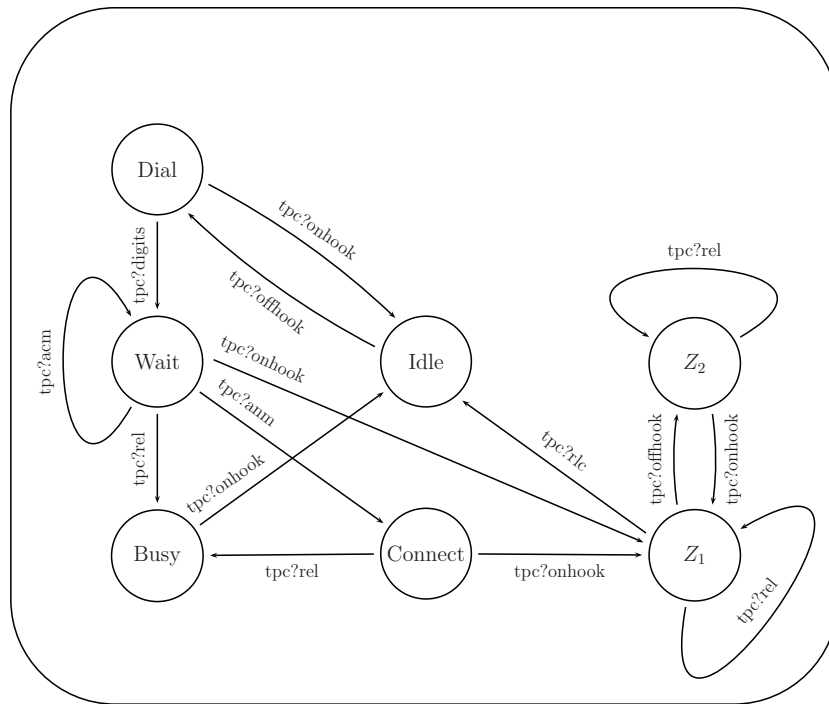 Dial
tpc?onhook
tpc?digits
tpc?offhook
tpc?rel
tpc?acm
Wait
tpc?onhook
Idle
Z2
tpc?anm
tpc?rel
tpc?onhook
tpc?rlc
tpc?offhook
tpc?onhook
Busy
tpc?rel
Connect
tpc?onhook
Z1
tpc?rel